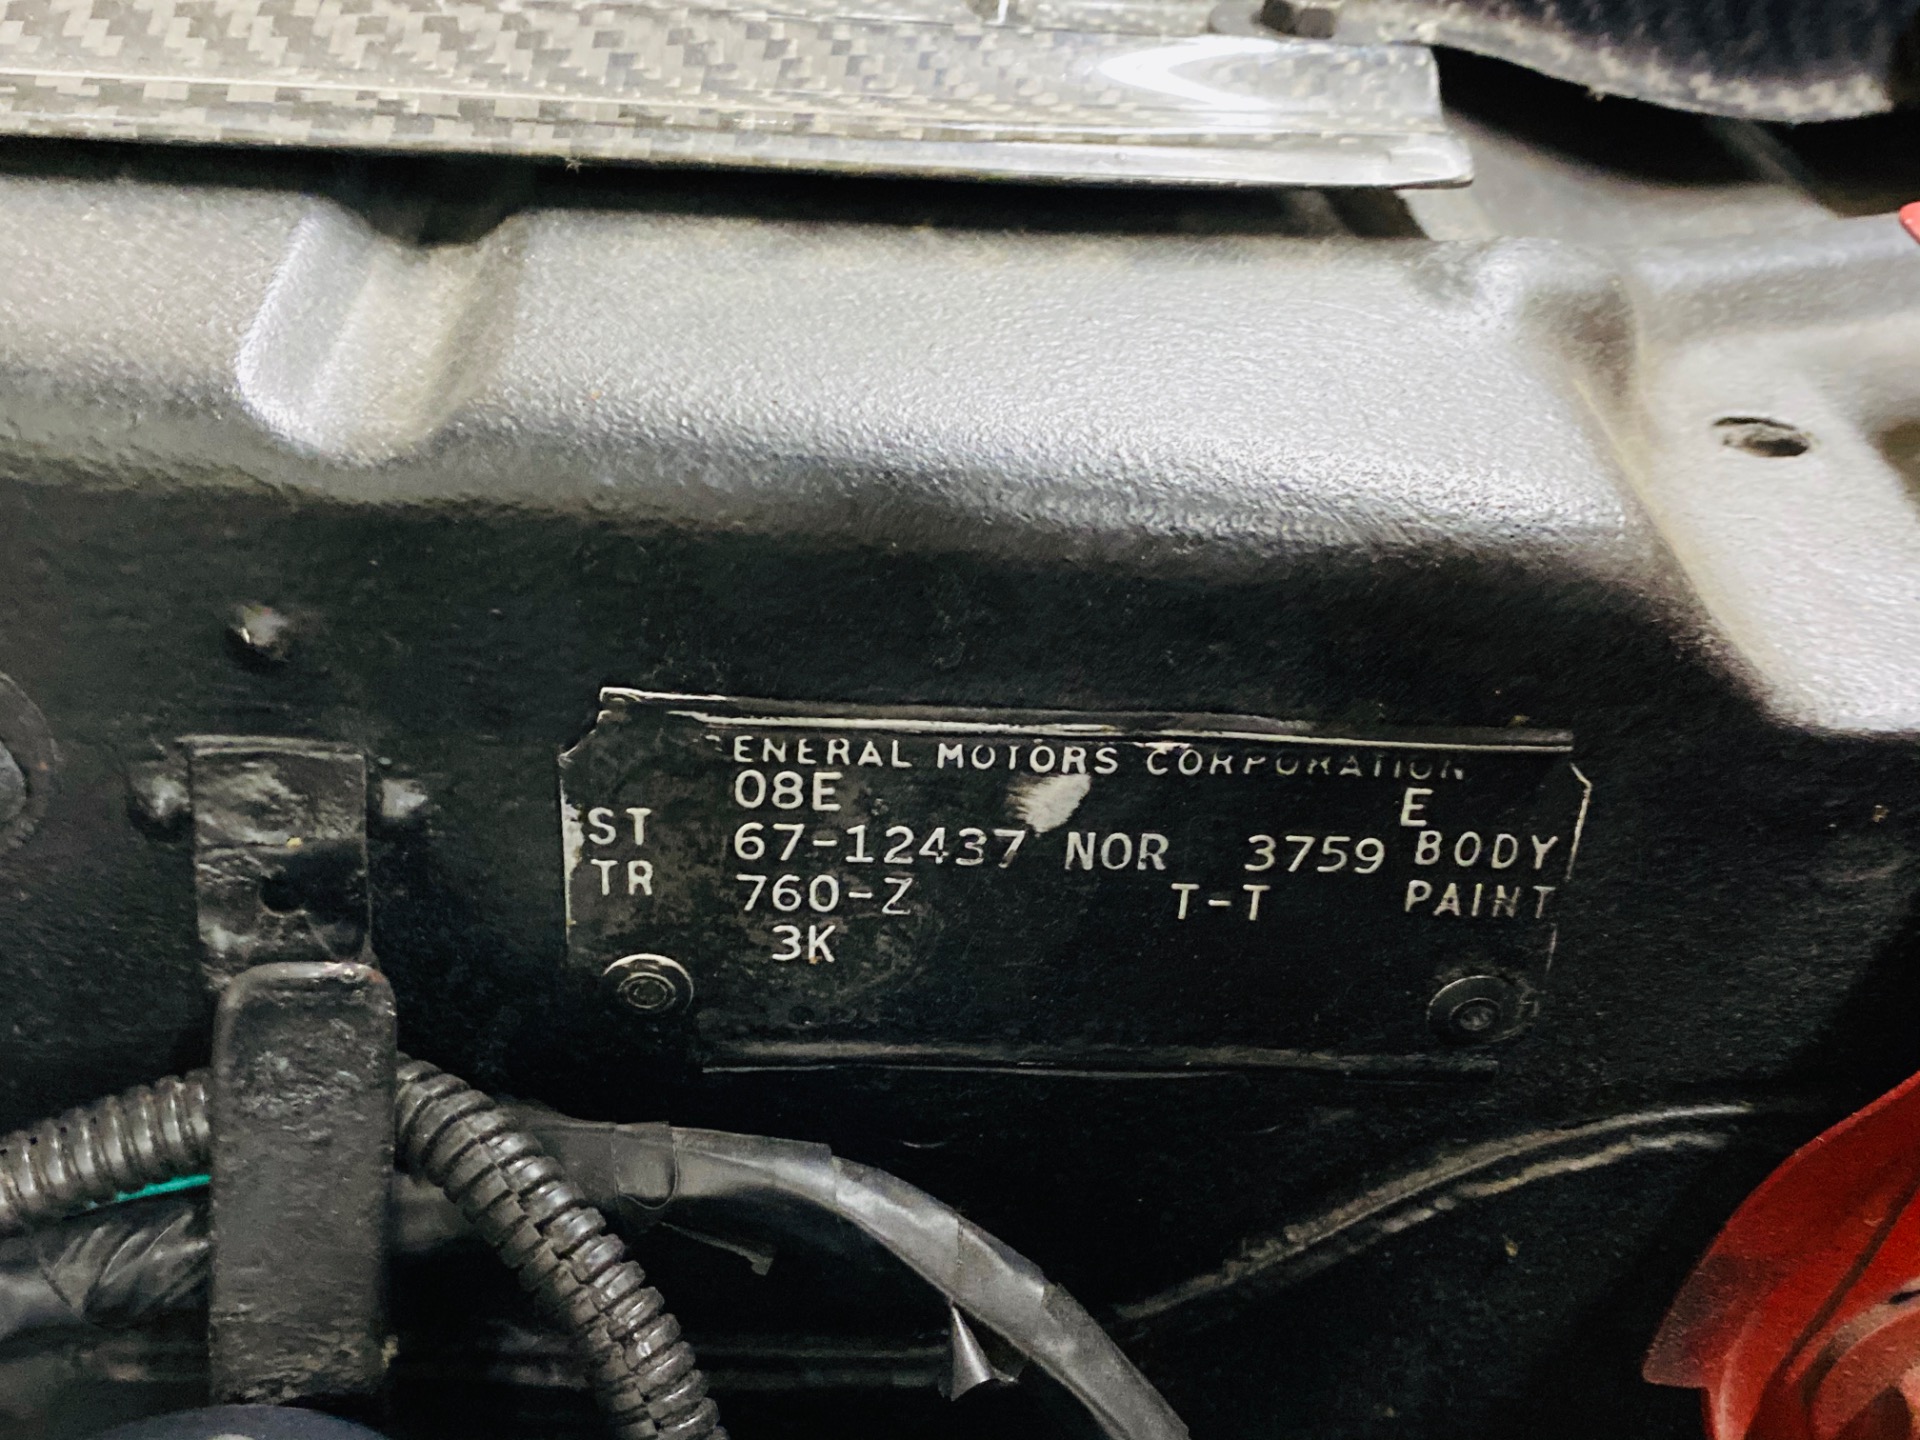 ENERAL MOTORS CORPORATION
08E E
ST 67-12437 NOR 3759 BODY
TR 760-Z T-T PAINT
3K